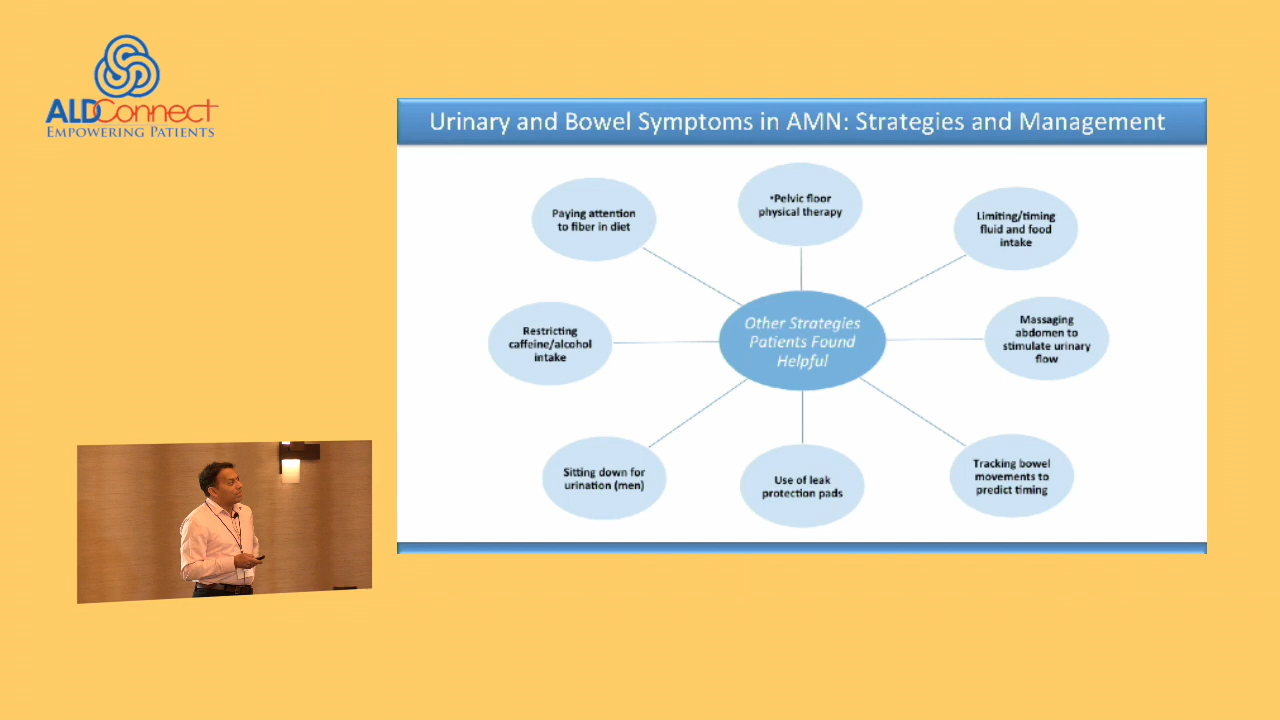 ALDConnect
EMPOWERING PATIENTS
Urinary and Bowel Symptoms in AMN: Strategies and Management
Paying attention
to fiber in diet
•Pelvic floor
physical therapy
Limiting/timing
fluid and food
intake
Restricting
caffeine/alcohol
intake
Other Strategies
Patients Found
Helpful
Massaging
abdomen to
stimulate urinary
flow
Sitting down for
urination (men)
Use of leak
protection pads
Tracking bowel
movements to
predict timing